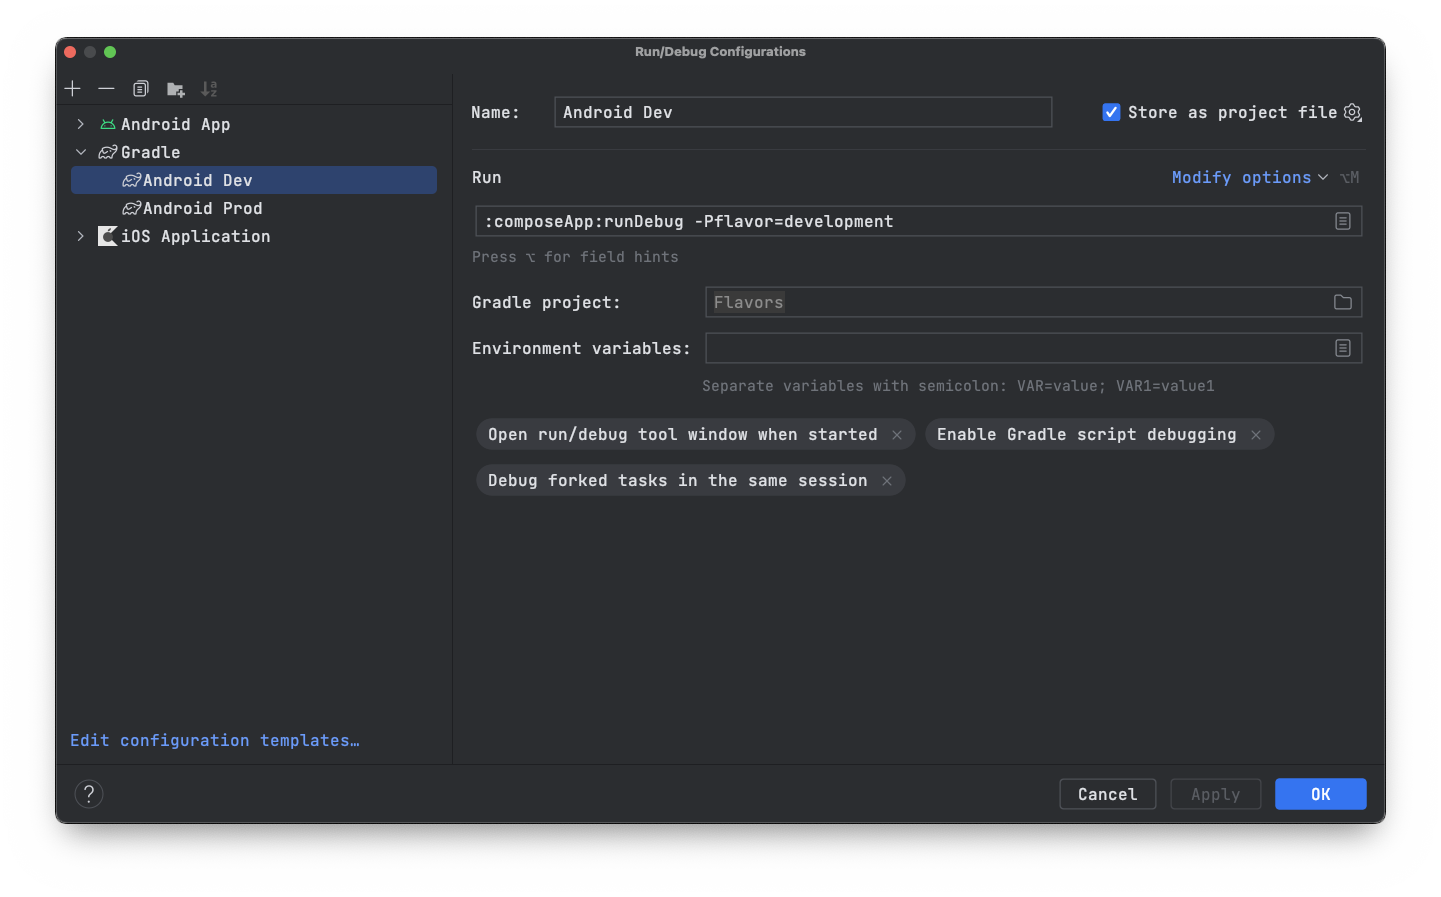 Run/Debug Configurations
Android App
Gradle
Android Dev
Android Prod
iOS Application
Edit configuration templates…
Name:
Android Dev
Store as project file
Run
Modify options
⌥M
:composeApp:runDebug -Pflavor=development
Press ⌥ for field hints
Gradle project:
Flavors
Environment variables:
Separate variables with semicolon: VAR=value; VAR1=value1
Open run/debug tool window when started ×
Enable Gradle script debugging ×
Debug forked tasks in the same session ×
?
Cancel
Apply
OK